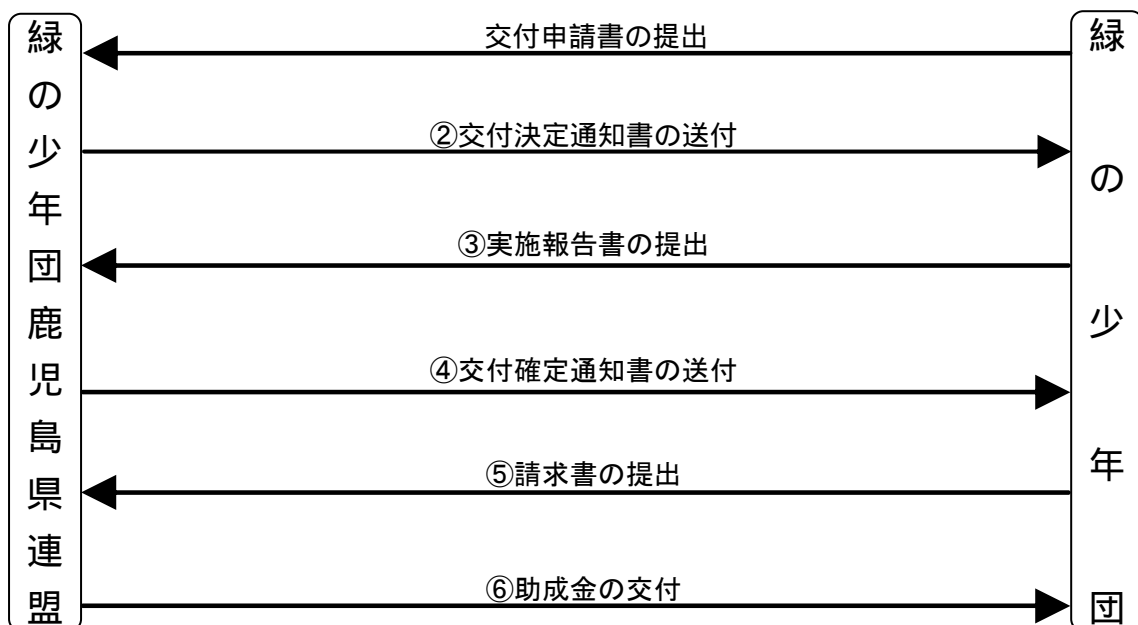 緑の少年団鹿児島県連盟
交付申請書の提出
②交付決定通知書の送付
③実施報告書の提出
④交付確定通知書の送付
⑤請求書の提出
⑥助成金の交付
緑の少年団